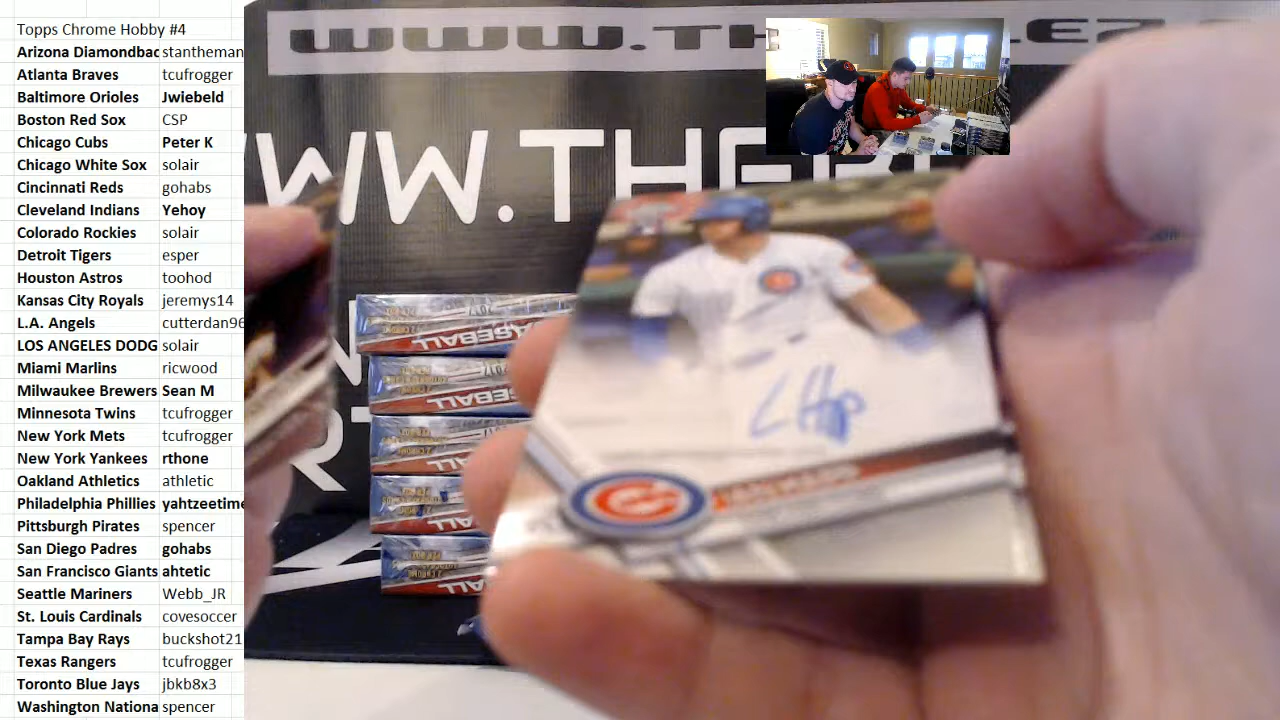 Topps Chrome Hobby #4
Arizona Diamondbac stantheman
Atlanta Braves tcufrogger
Baltimore Orioles Jwiebeld
Boston Red Sox CSP
Chicago Cubs Peter K
Chicago White Sox solair
Cincinnati Reds gohabs
Cleveland Indians Yehoy
Colorado Rockies solair
Detroit Tigers esper
Houston Astros toohod
Kansas City Royals jeremys14
L.A. Angels cutterdan96
LOS ANGELES DODG solair
Miami Marlins ricwood
Milwaukee Brewers Sean M
Minnesota Twins tcufrogger
New York Mets tcufrogger
New York Yankees rthone
Oakland Athletics athletic
Philadelphia Phillies yahtzeetime
Pittsburgh Pirates spencer
San Diego Padres gohabs
San Francisco Giants ahtetic
Seattle Mariners Webb_JR
St. Louis Cardinals covesoccer
Tampa Bay Rays buckshot21
Texas Rangers tcufrogger
Toronto Blue Jays jbkb8x3
Washington Nationa spencer
WWW.TH LEZ
WW.THE
BASEBALL